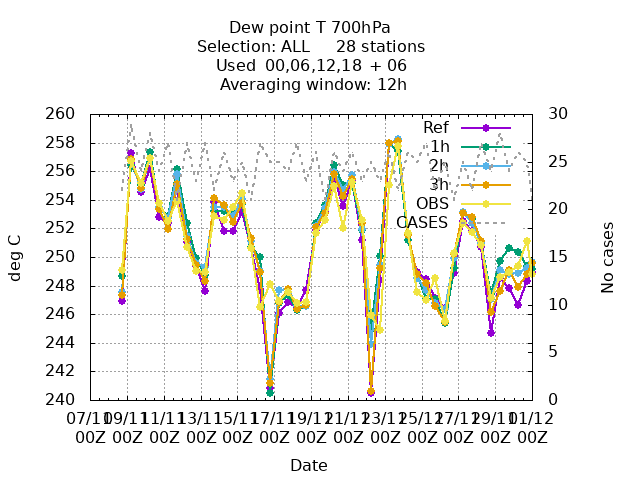 Dew point T 700hPa
Selection: ALL 28 stations
Used 00,06,12,18 + 06
Averaging window: 12h
260
258
256
254
252
250
248
246
244
242
240
30
25
20
15
10
5
0
deg C
No cases
Ref
1h
2h
3h
OBS
CASES
07/11 09/11 11/11 13/11 15/11 17/11 19/11 21/11 23/11 25/11 27/11 29/11 01/12
00Z 00Z 00Z 00Z 00Z 00Z 00Z 00Z 00Z 00Z 00Z 00Z 00Z
Date